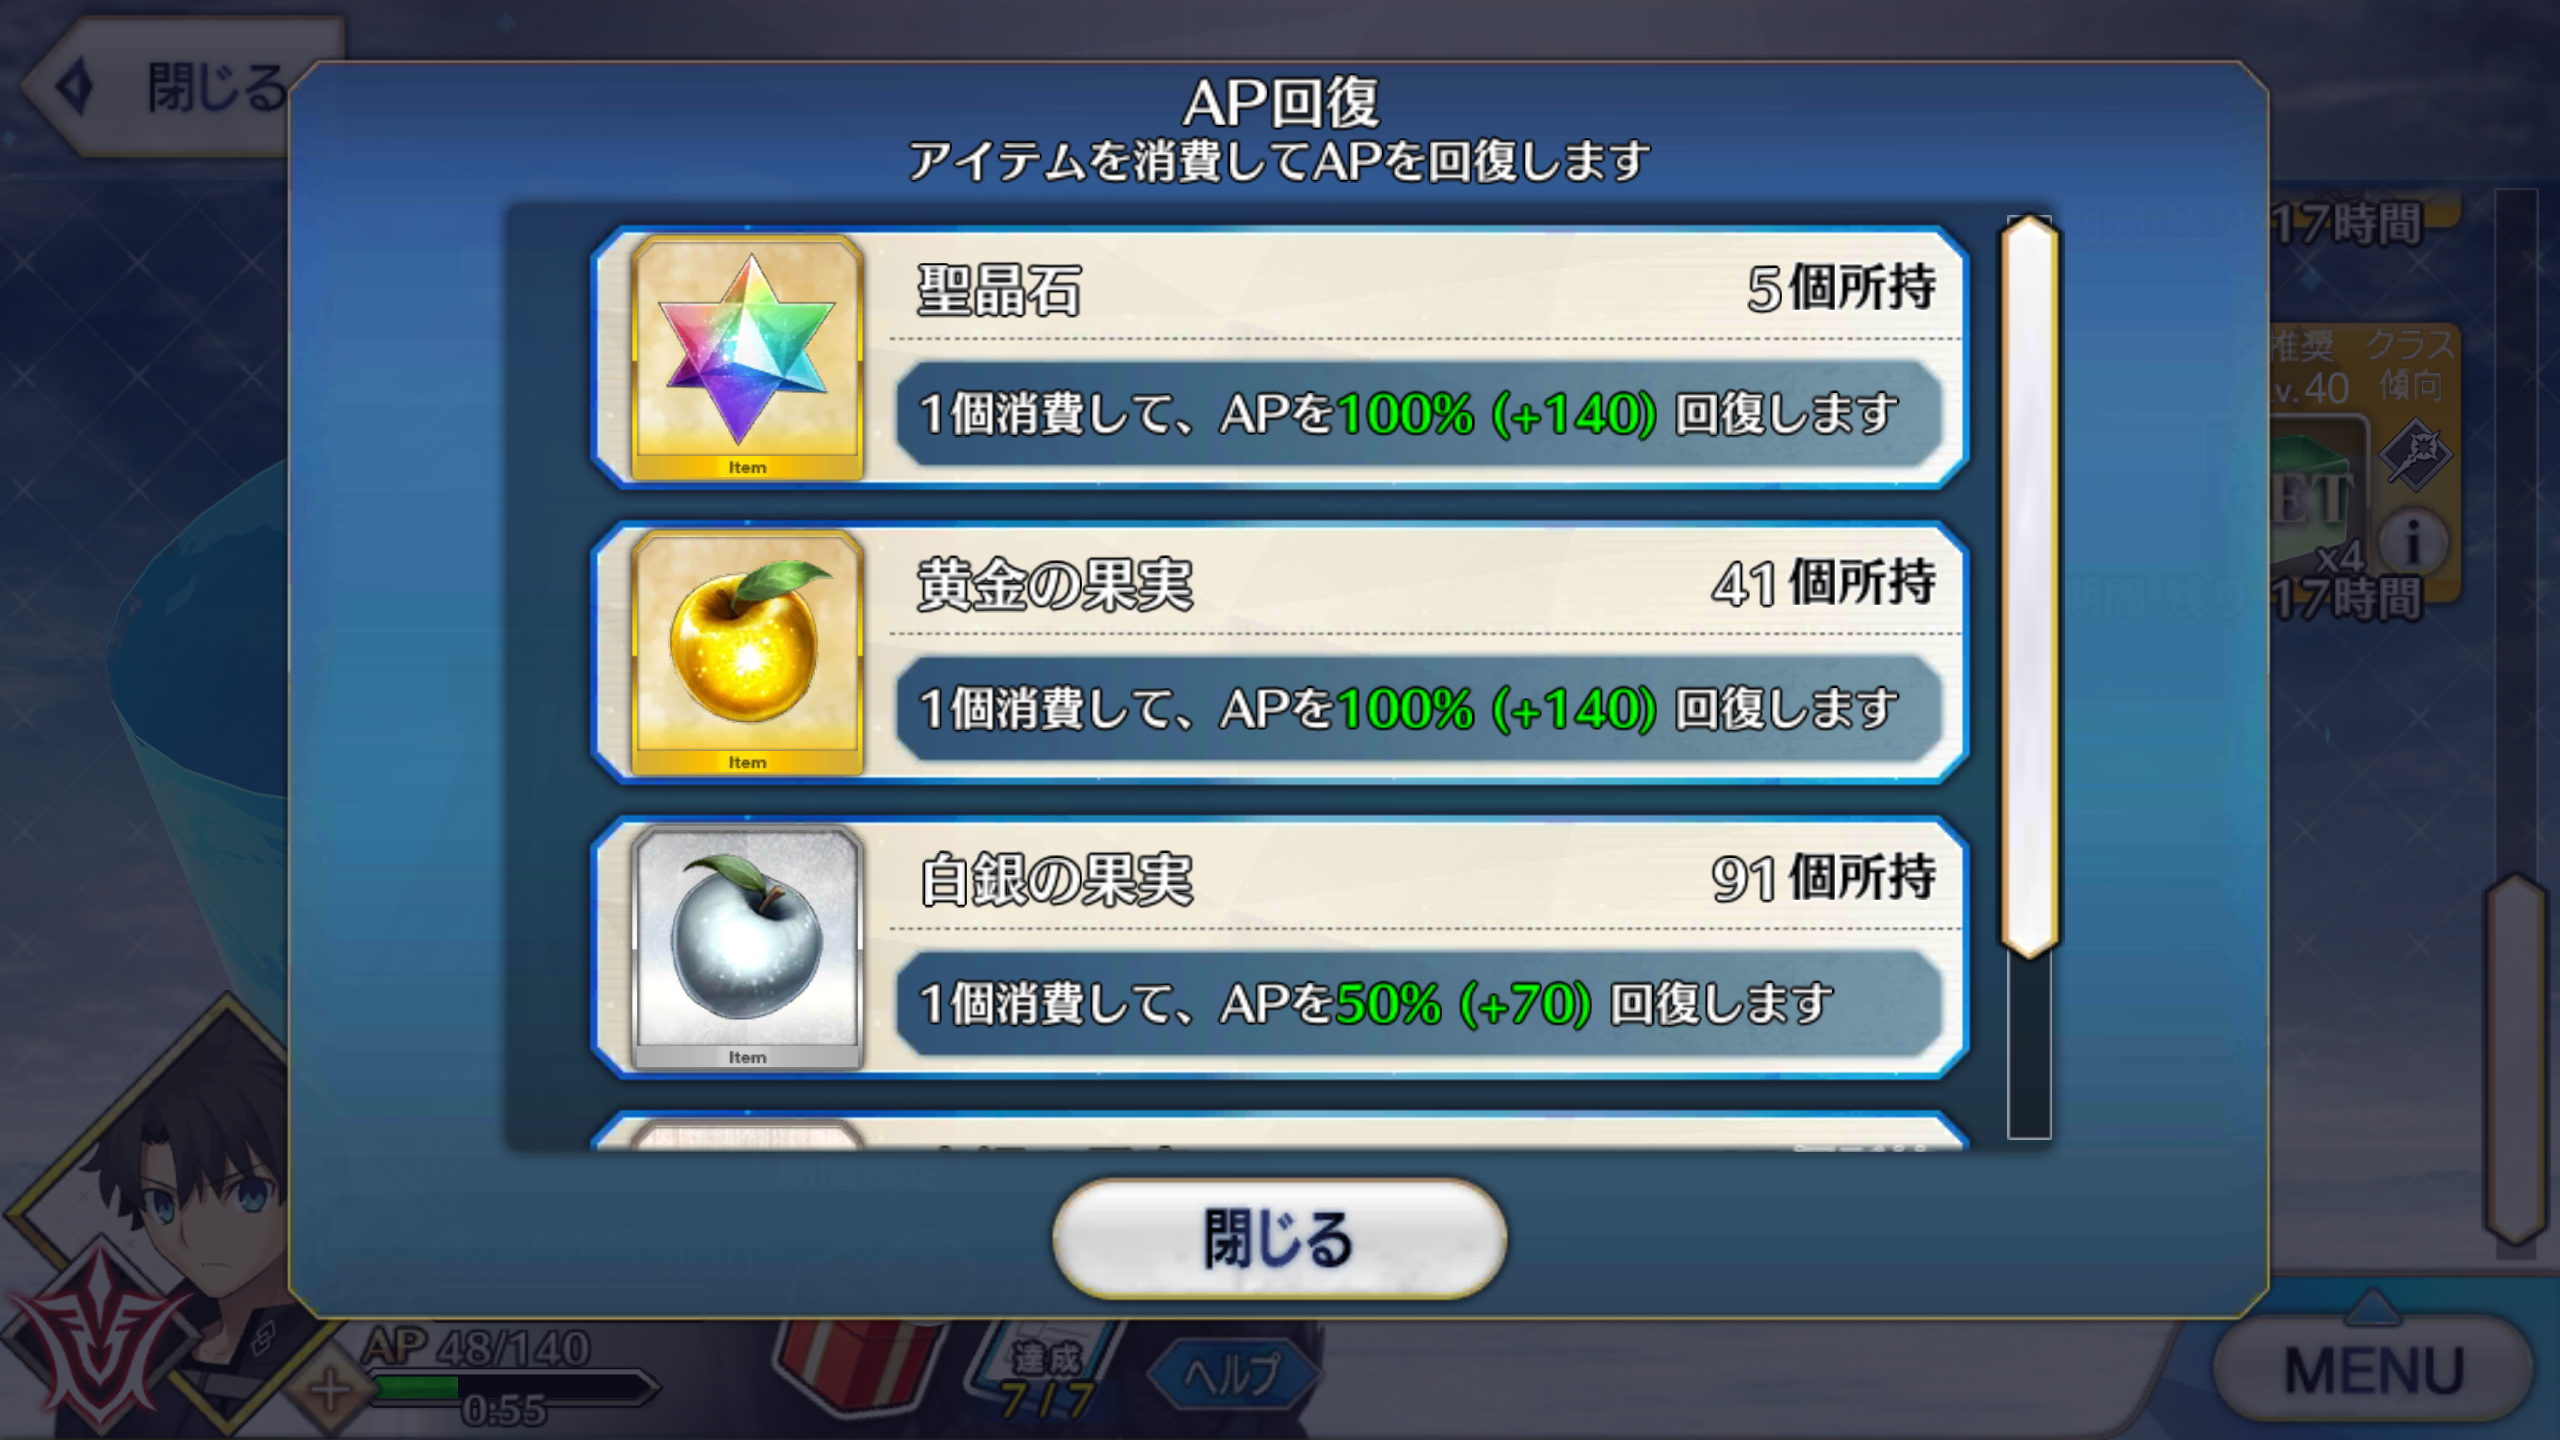 閉じる
AP回復
アイテムを消費してAPを回復します
聖晶石
5個所持
1個消費して、APを100% (+140) 回復します
Item
黄金の果実
41個所持
1個消費して、APを100% (+140) 回復します
Item
白銀の果実
91個所持
1個消費して、APを50% (+70) 回復します
Item
閉じる
17時間
推奨 クラス
Lv.40 傾向
ET
x4
i
17時間
AP 48/140
0:55
達成
7/7
ヘルプ
MENU